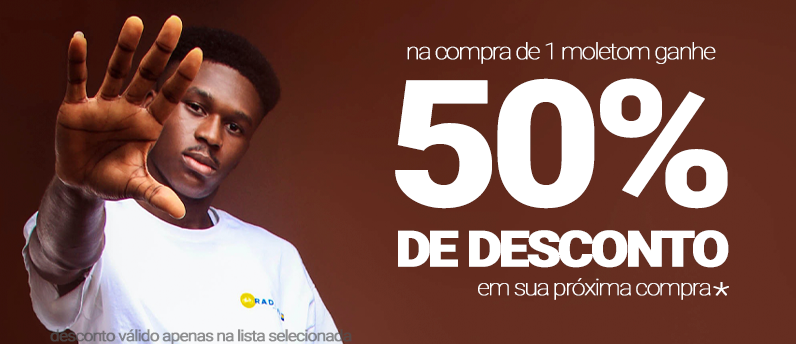 na compra de 1 moletom ganhe
50%
DE DESCONTO
em sua próxima compra*
RAD
desconto válido apenas na lista selecionada